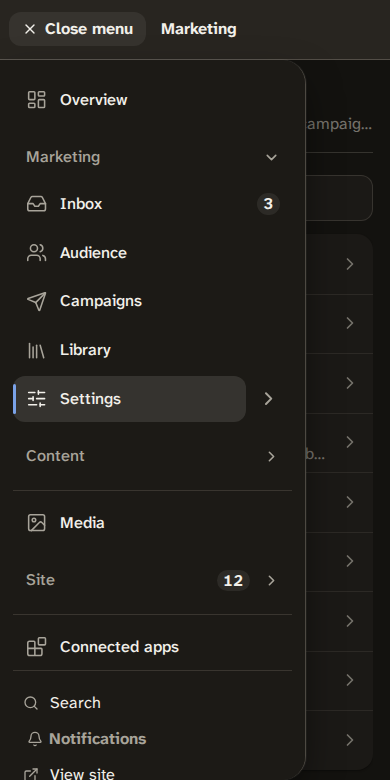 Close menu Marketing
Overview
ampaig...
Marketing
Inbox 3
Audience
Campaigns
Library
Settings
Content
b...
Media
Site 12
Connected apps
Search
Notifications
View site